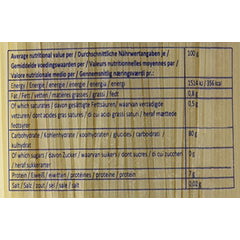 Average nutritional value per / Durchschnittliche Nährwertangaben je /
Gemiddelde voedingswaarden per / Valeurs nutritionnelles moyennes par /
Valore nutrizionale medio per / Gennemsnitlig næringsværdi pr.
100 g
Energy / Energie / energie / énergie / energia / energi
1514 kJ / 356 kcal
Fat / Fett / vetten / matières grasses / grassi / fedt
0,8 g
Of which saturates / davon gesättigte Fettsäuren / waarvan verzadigde
vetzuren / dont acides gras saturés / di cui acidi grassi saturi / heraf mættede
fedtsyrer
0,5 g
Carbohydrate / Kohlenhydrate / koolhydraten / glucides / carboidrati /
kulhydrat
80 g
Of which sugars / davon Zucker / waarvan suikers / dont sucres / di cui zuccheri /
heraf sukkerarter
0 g
Protein / Eiweiß / eiwitten / protéines / proteine / protein
7 g
Salt / Salz / zout / sel / sale / salt
0,02 g